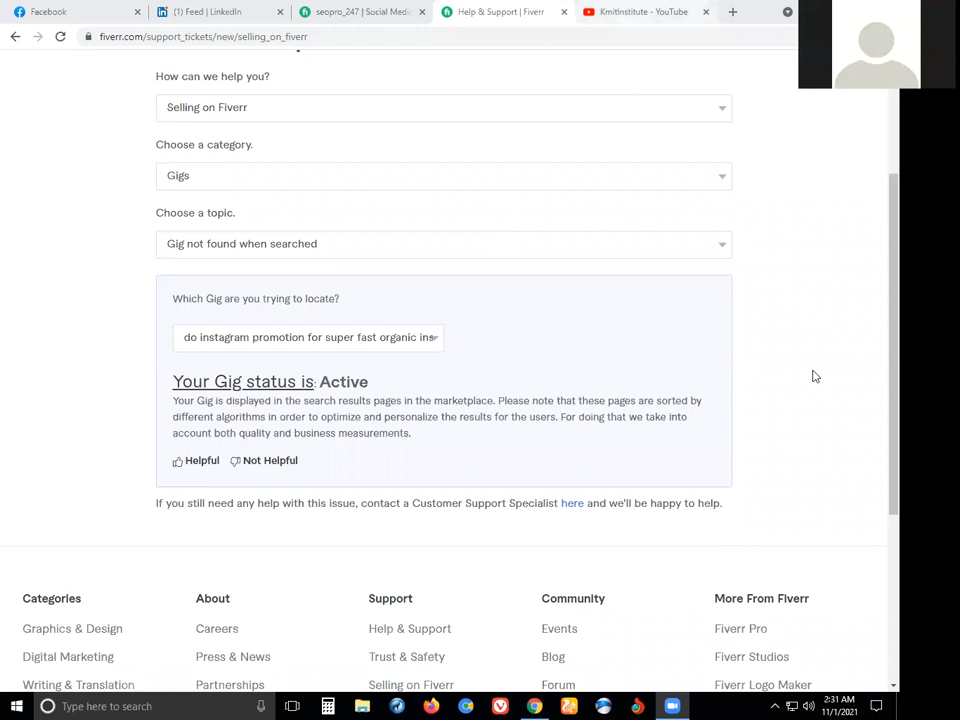 Facebook
(1) Feed | LinkedIn
seopro_247 | Social Media
Help & Support | Fiverr
KmitInstitute - YouTube
fiverr.com/support_tickets/new/selling_on_fiverr
How can we help you?
Selling on Fiverr
Choose a category.
Gigs
Choose a topic.
Gig not found when searched
Which Gig are you trying to locate?
do instagram promotion for super fast organic ins
Your Gig status is: Active
Your Gig is displayed in the search results pages in the marketplace. Please note that these pages are sorted by
different algorithms in order to optimize and personalize the results for the users. For doing that we take into
account both quality and business measurements.
Helpful Not Helpful
If you still need any help with this issue, contact a Customer Support Specialist here and we'll be happy to help.
Categories About Support Community More From Fiverr
Graphics & Design Careers Help & Support Events Fiverr Pro
Digital Marketing Press & News Trust & Safety Blog Fiverr Studios
Writing & Translation Partnerships Selling on Fiverr Forum Fiverr Logo Maker
Type here to search
2:31 AM
11/1/2021